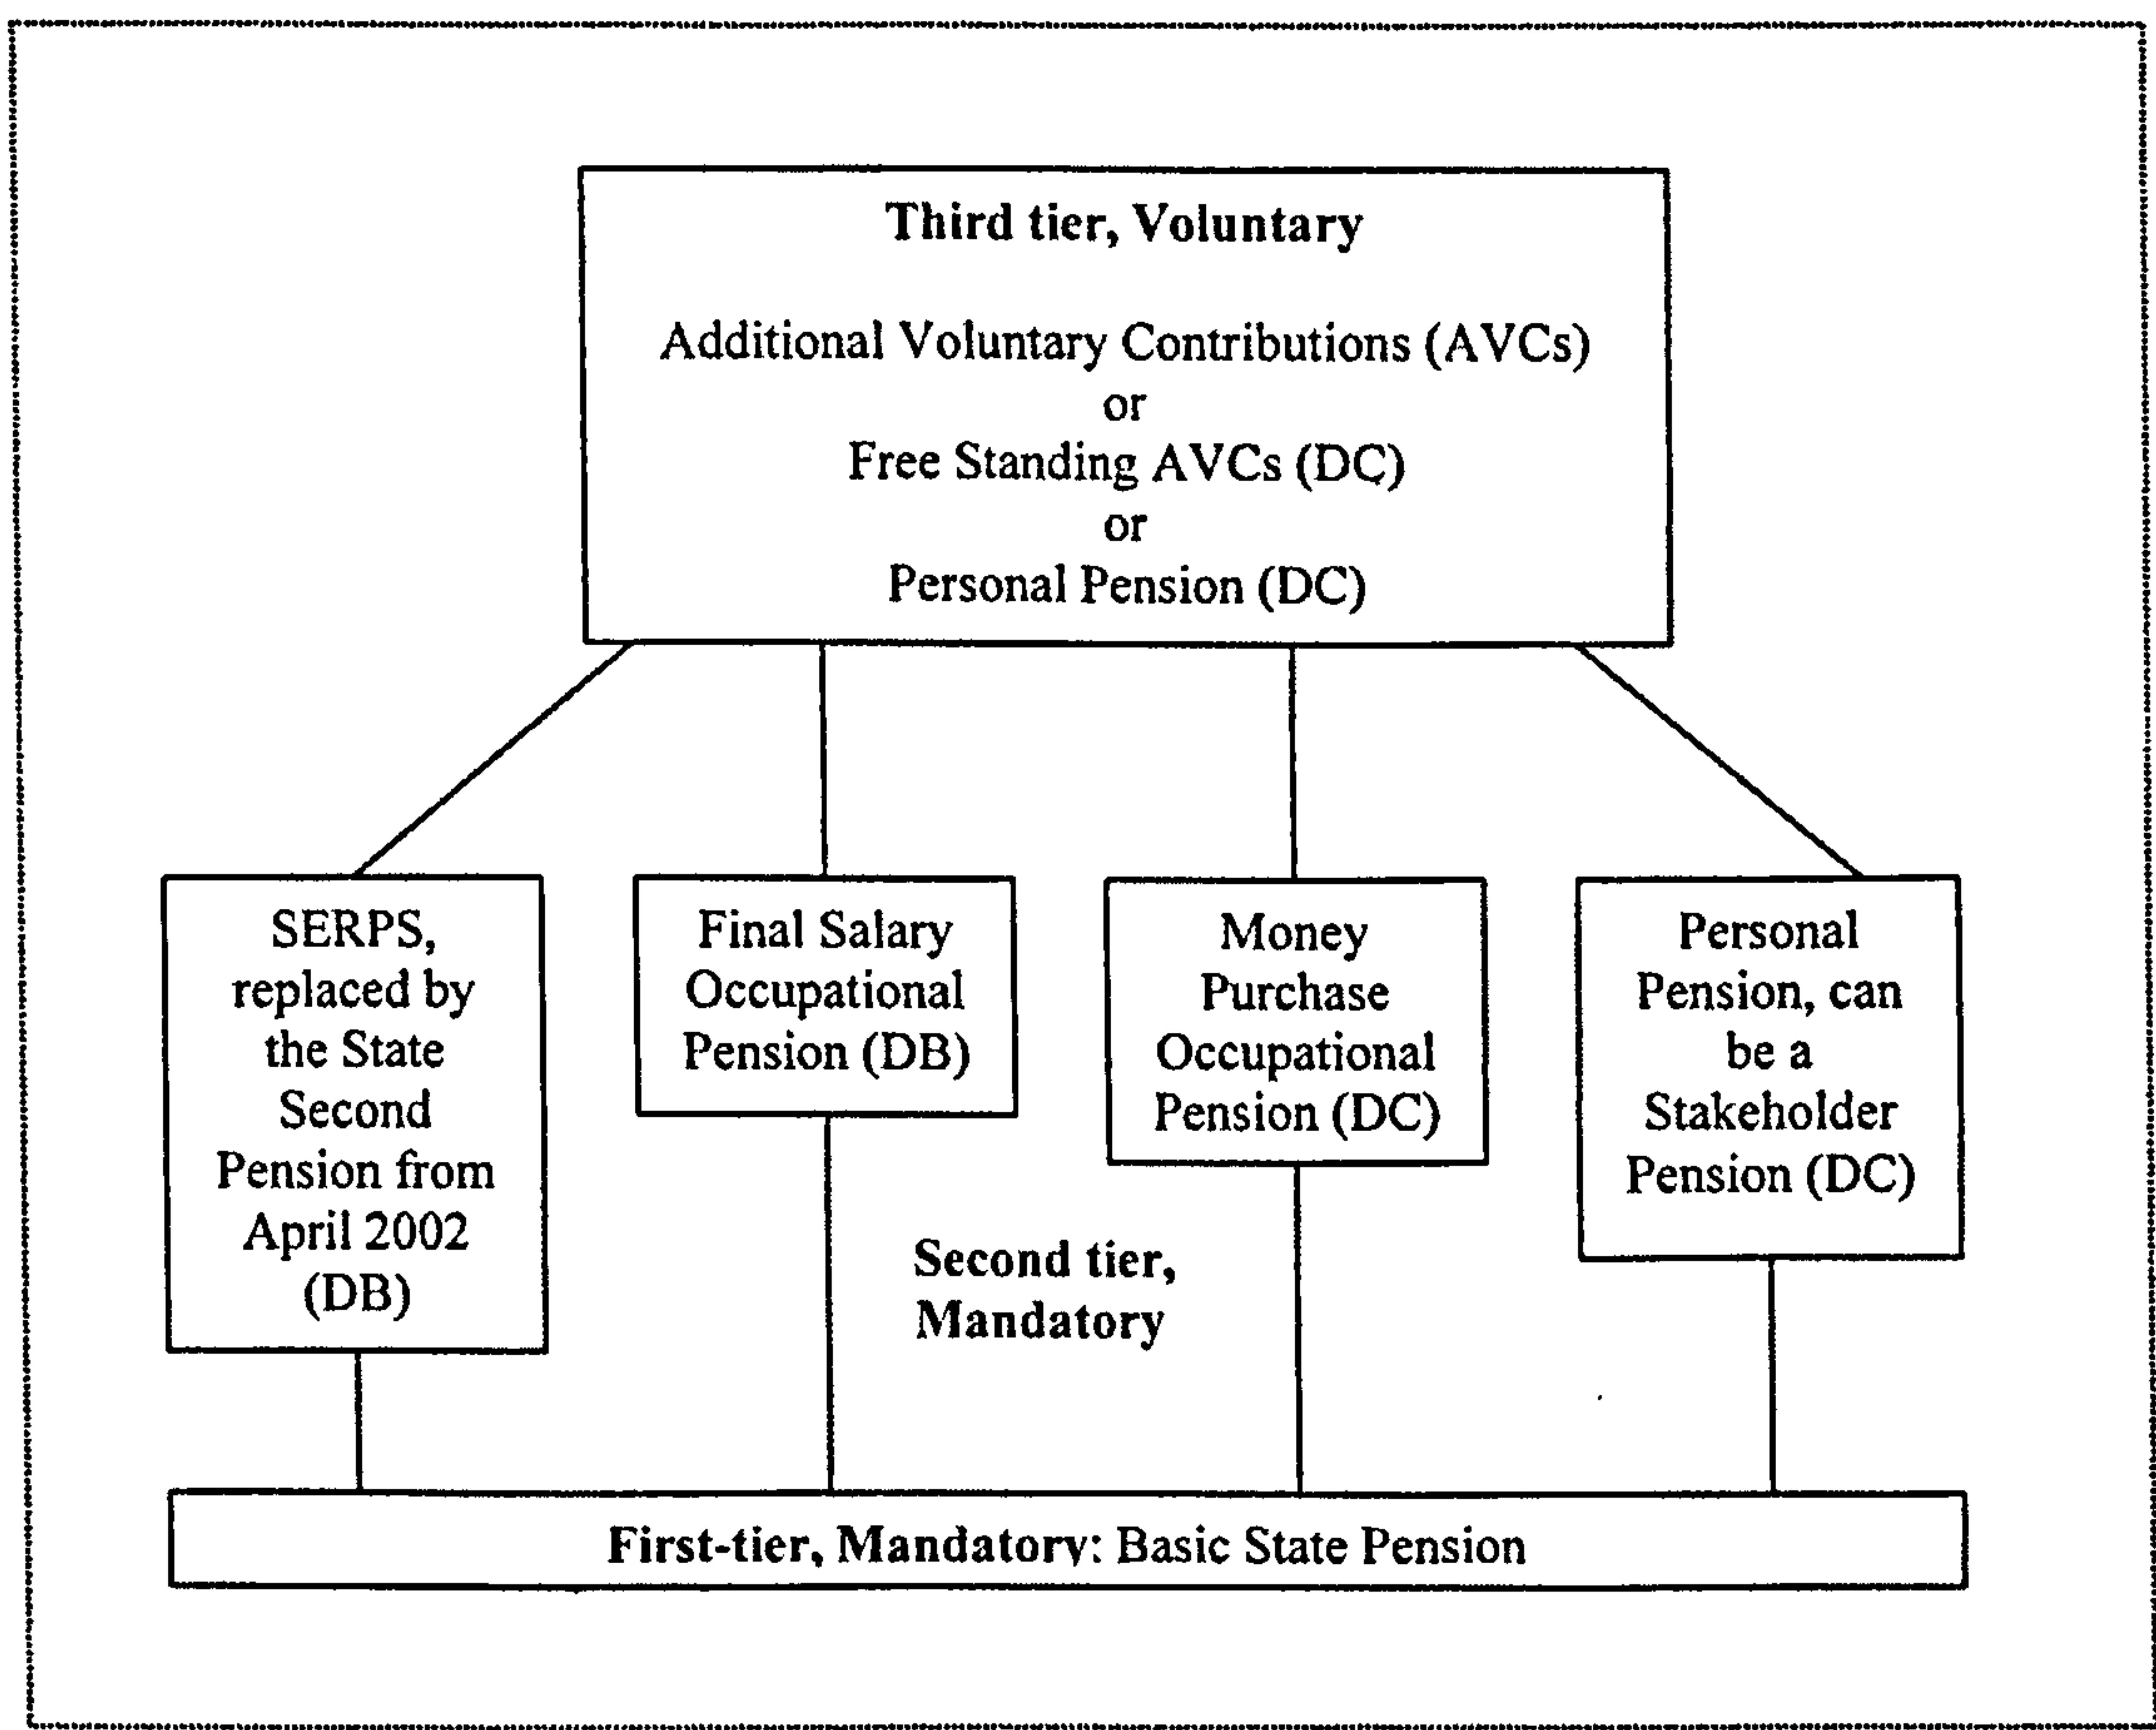 Third tier, Voluntary
Additional Voluntary Contributions (AVCs)
or
Free Standing AVCs (DC)
or
Personal Pension (DC)
SERPS,
replaced by
the State
Second
Pension from
April 2002
(DB)
Final Salary
Occupational
Pension (DB)
Money
Purchase
Occupational
Pension (DC)
Personal
Pension, can
be a
Stakeholder
Pension (DC)
Second tier,
Mandatory
First-tier, Mandatory: Basic State Pension